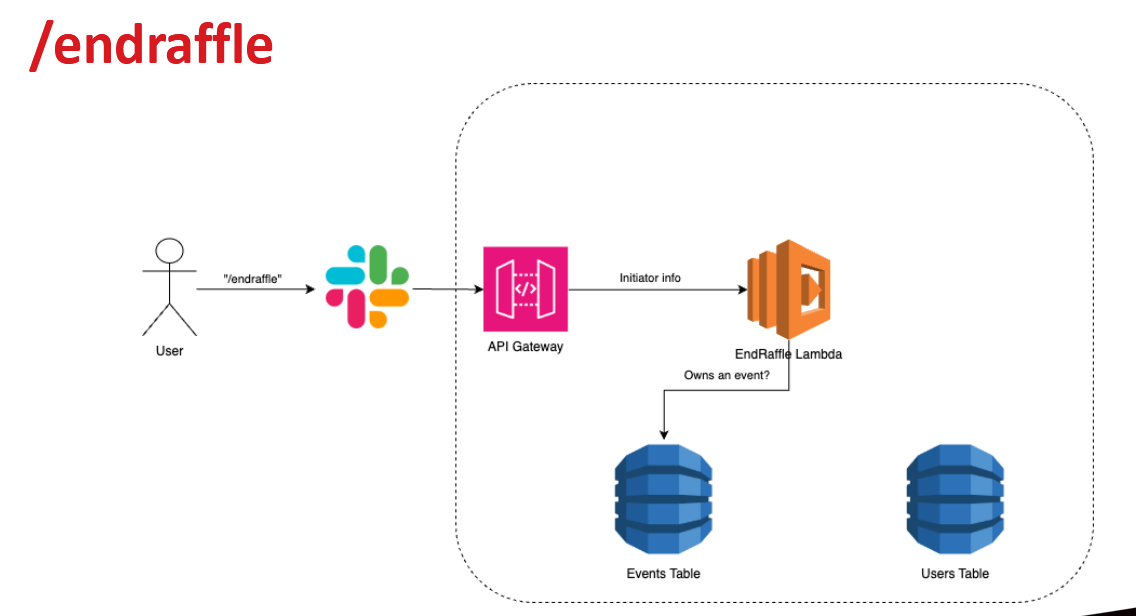 /endraffle
"/endraffle"
Initiator info
User
API Gateway
EndRaffle Lambda
Owns an event?
Events Table
Users Table